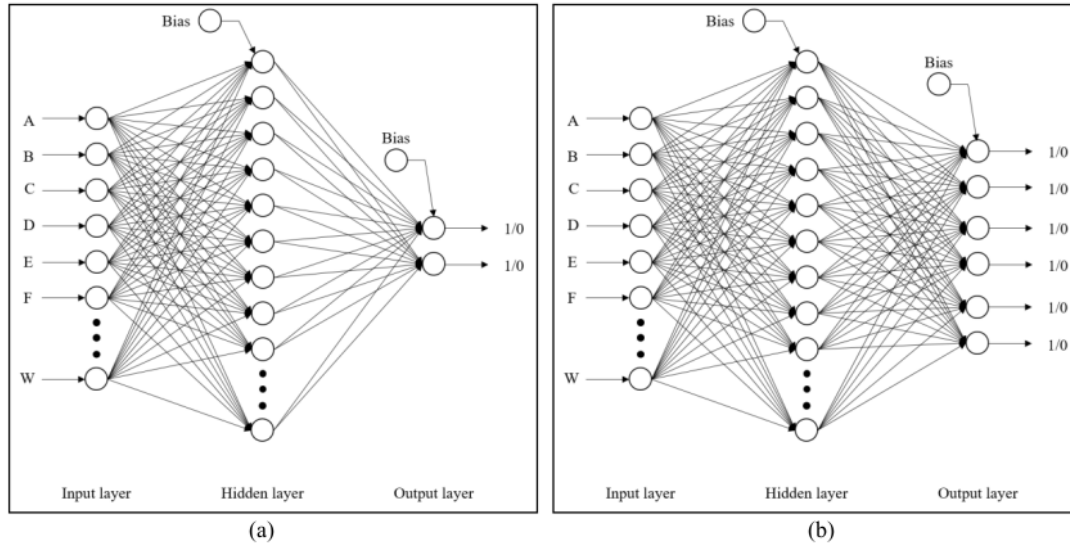 Bias
Bias
A
B
C
D
E
F
W
1/0
1/0
Input layer
Hidden layer
Output layer
(a)
Bias
Bias
A
B
C
D
E
F
W
1/0
1/0
1/0
1/0
1/0
1/0
Input layer
Hidden layer
Output layer
(b)